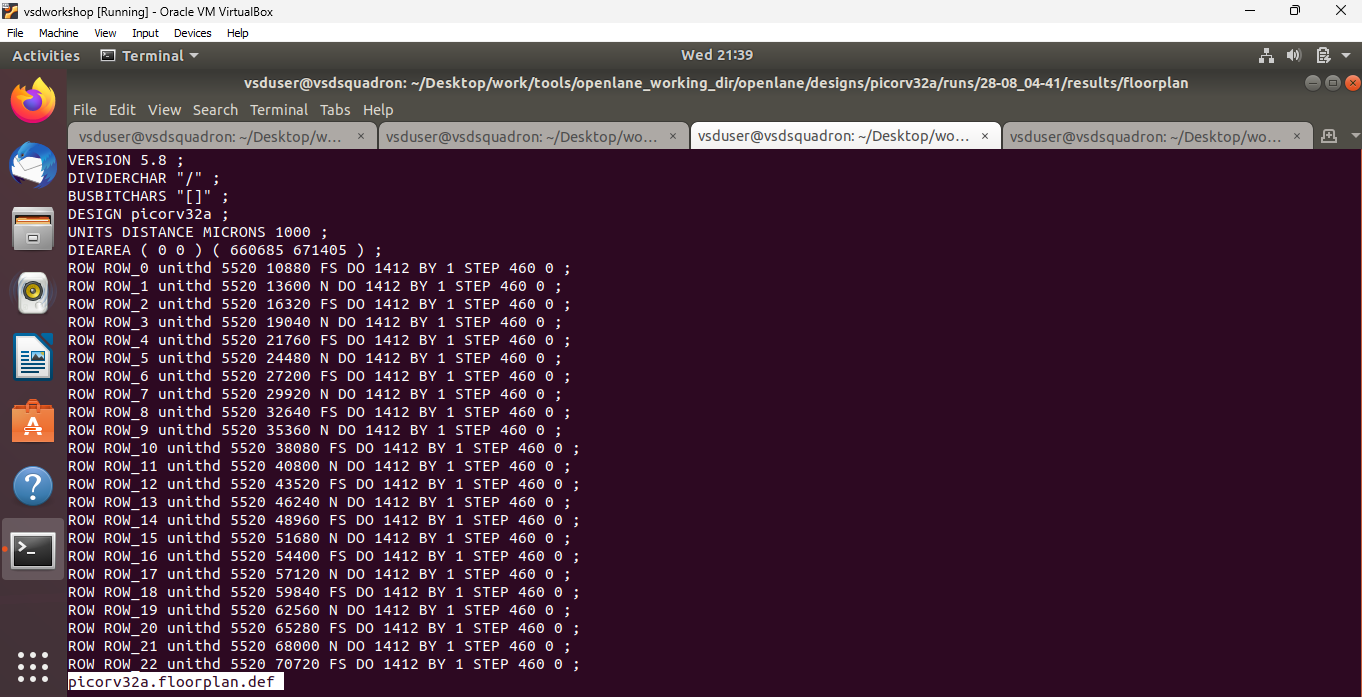 vsdworkshop [Running] - Oracle VM VirtualBox
File Machine View Input Devices Help
Activities Terminal Wed 21:39
vsduser@vsdsquadron: ~/Desktop/work/tools/openlane_working_dir/openlane/designs/picorv32a/runs/28-08_04-41/results/floorplan
File Edit View Search Terminal Tabs Help
vsduser@vsdsquadron: ~/Desktop/w... × vsduser@vsdsquadron: ~/Desktop/wo... × vsduser@vsdsquadron: ~/Desktop/wo... × vsduser@vsdsquadron: ~/Desktop/wo... ×
VERSION 5.8 ;
DIVIDERCHAR "/" ;
BUSBITCHARS "[]" ;
DESIGN picorv32a ;
UNITS DISTANCE MICRONS 1000 ;
DIEAREA ( 0 0 ) ( 660685 671405 ) ;
ROW ROW_0 unithd 5520 10880 FS DO 1412 BY 1 STEP 460 0 ;
ROW ROW_1 unithd 5520 13600 N DO 1412 BY 1 STEP 460 0 ;
ROW ROW_2 unithd 5520 16320 FS DO 1412 BY 1 STEP 460 0 ;
ROW ROW_3 unithd 5520 19040 N DO 1412 BY 1 STEP 460 0 ;
ROW ROW_4 unithd 5520 21760 FS DO 1412 BY 1 STEP 460 0 ;
ROW ROW_5 unithd 5520 24480 N DO 1412 BY 1 STEP 460 0 ;
ROW ROW_6 unithd 5520 27200 FS DO 1412 BY 1 STEP 460 0 ;
ROW ROW_7 unithd 5520 29920 N DO 1412 BY 1 STEP 460 0 ;
ROW ROW_8 unithd 5520 32640 FS DO 1412 BY 1 STEP 460 0 ;
ROW ROW_9 unithd 5520 35360 N DO 1412 BY 1 STEP 460 0 ;
ROW ROW_10 unithd 5520 38080 FS DO 1412 BY 1 STEP 460 0 ;
ROW ROW_11 unithd 5520 40800 N DO 1412 BY 1 STEP 460 0 ;
ROW ROW_12 unithd 5520 43520 FS DO 1412 BY 1 STEP 460 0 ;
ROW ROW_13 unithd 5520 46240 N DO 1412 BY 1 STEP 460 0 ;
ROW ROW_14 unithd 5520 48960 FS DO 1412 BY 1 STEP 460 0 ;
ROW ROW_15 unithd 5520 51680 N DO 1412 BY 1 STEP 460 0 ;
ROW ROW_16 unithd 5520 54400 FS DO 1412 BY 1 STEP 460 0 ;
ROW ROW_17 unithd 5520 57120 N DO 1412 BY 1 STEP 460 0 ;
ROW ROW_18 unithd 5520 59840 FS DO 1412 BY 1 STEP 460 0 ;
ROW ROW_19 unithd 5520 62560 N DO 1412 BY 1 STEP 460 0 ;
ROW ROW_20 unithd 5520 65280 FS DO 1412 BY 1 STEP 460 0 ;
ROW ROW_21 unithd 5520 68000 N DO 1412 BY 1 STEP 460 0 ;
ROW ROW_22 unithd 5520 70720 FS DO 1412 BY 1 STEP 460 0 ;
picorv32a.floorplan.def